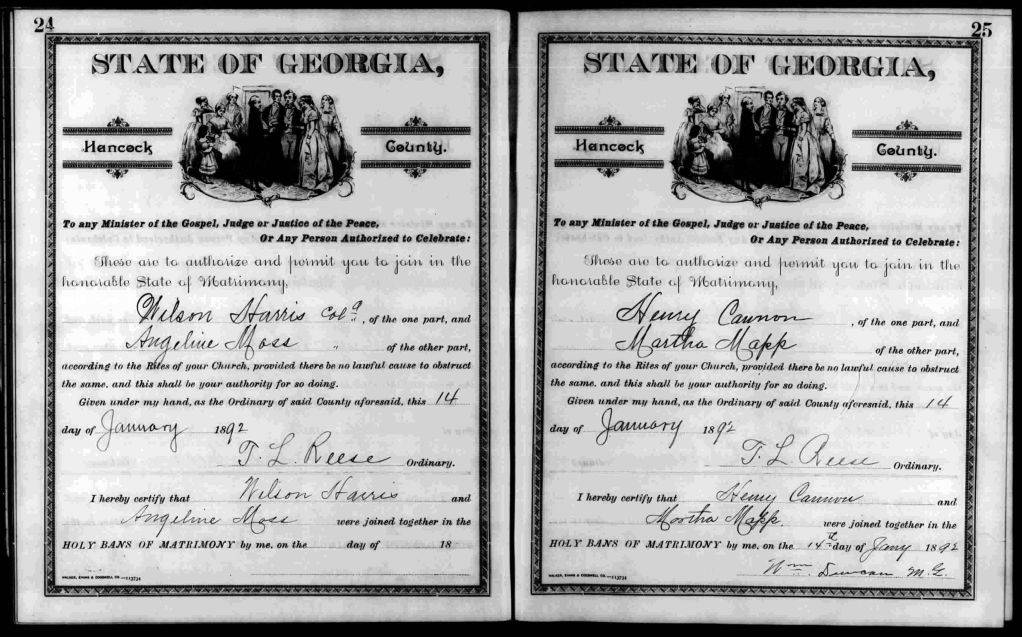 24
STATE OF GEORGIA,
Hancock County.
To any Minister of the Gospel, Judge or Justice of the Peace,
Or Any Person Authorized to Celebrate:
These are to authorize and permit you to join in the
honorable State of Matrimony,
Wilson Harris Col d, of the one part, and
Angeline Moss " of the other part,
according to the Rites of your Church, provided there be no lawful cause to obstruct
the same, and this shall be your authority for so doing.
Given under my hand, as the Ordinary of said County aforesaid, this 14
day of January 1892
T. L. Reese Ordinary.
I hereby certify that Wilson Harris and
Angeline Moss were joined together in the
HOLY BANS OF MATRIMONY by me, on the day of 18
WALKER, EVANS & COGSWELL CO.—113724
25
STATE OF GEORGIA,
Hancock County.
To any Minister of the Gospel, Judge or Justice of the Peace,
Or Any Person Authorized to Celebrate:
These are to authorize and permit you to join in the
honorable State of Matrimony,
Henry Cannon, of the one part, and
Martha Mapp of the other part,
according to the Rites of your Church, provided there be no lawful cause to obstruct
the same, and this shall be your authority for so doing.
Given under my hand, as the Ordinary of said County aforesaid, this 14
day of January 1892
T. L. Reese Ordinary.
I hereby certify that Henry Cannon and
Martha Mapp. were joined together in the
HOLY BANS OF MATRIMONY by me, on the 14th day of Jany 1892
Wm. Duncan M.G.
WALKER, EVANS & COGSWELL CO.—113724